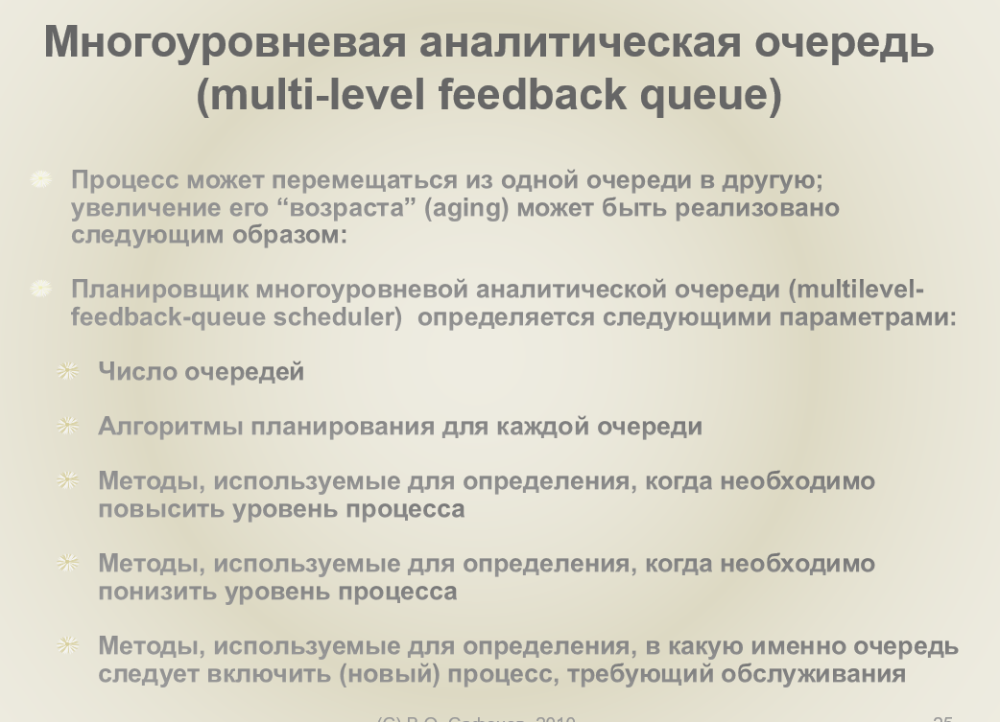 Многоуровневая аналитическая очередь
(multi-level feedback queue)
Процесс может перемещаться из одной очереди в другую;
увеличение его “возраста” (aging) может быть реализовано
следующим образом:
Планировщик многоуровневой аналитической очереди (multilevel-
feedback-queue scheduler)  определяется следующими параметрами:
Число очередей
Алгоритмы планирования для каждой очереди
Методы, используемые для определения, когда необходимо
повысить уровень процесса
Методы, используемые для определения, когда необходимо
понизить уровень процесса
Методы, используемые для определения, в какую именно очередь
следует включить (новый) процесс, требующий обслуживания